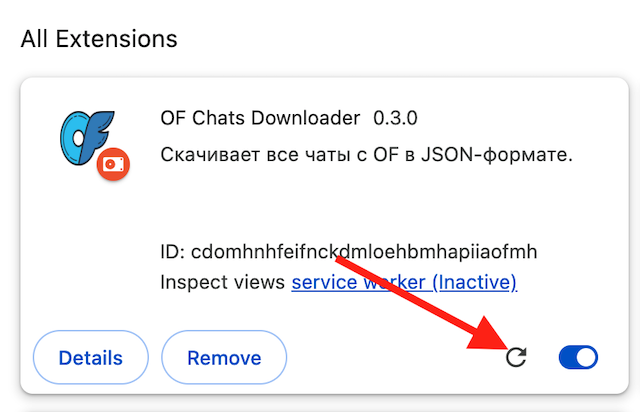 All Extensions
OF Chats Downloader 0.3.0
Скачивает все чаты с OF в JSON-формате.
ID: cdomhnhfeifnckdmloehbmhapiiaofmh
Inspect views service worker (Inactive)
Details Remove